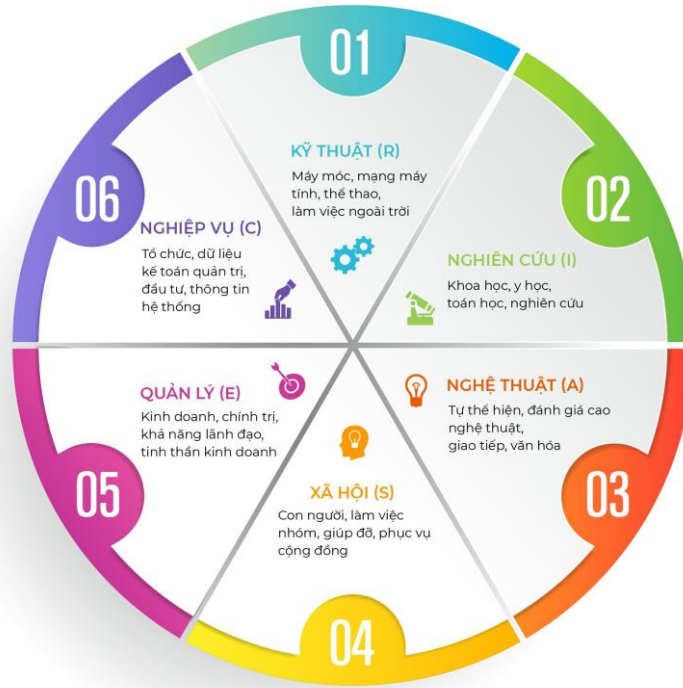 01
KỸ THUẬT (R)
Máy móc, mạng máy
tính, thể thao,
làm việc ngoài trời
02
NGHIÊN CỨU (I)
Khoa học, y học,
toán học, nghiên cứu
03
NGHỆ THUẬT (A)
Tự thể hiện, đánh giá cao
nghệ thuật,
giao tiếp, văn hóa
04
XÃ HỘI (S)
Con người, làm việc
nhóm, giúp đỡ, phục vụ
cộng đồng
05
QUẢN LÝ (E)
Kinh doanh, chính trị,
khả năng lãnh đạo,
tinh thần kinh doanh
06
NGHIỆP VỤ (C)
Tổ chức, dữ liệu
kế toán quản trị,
đầu tư, thông tin
hệ thống